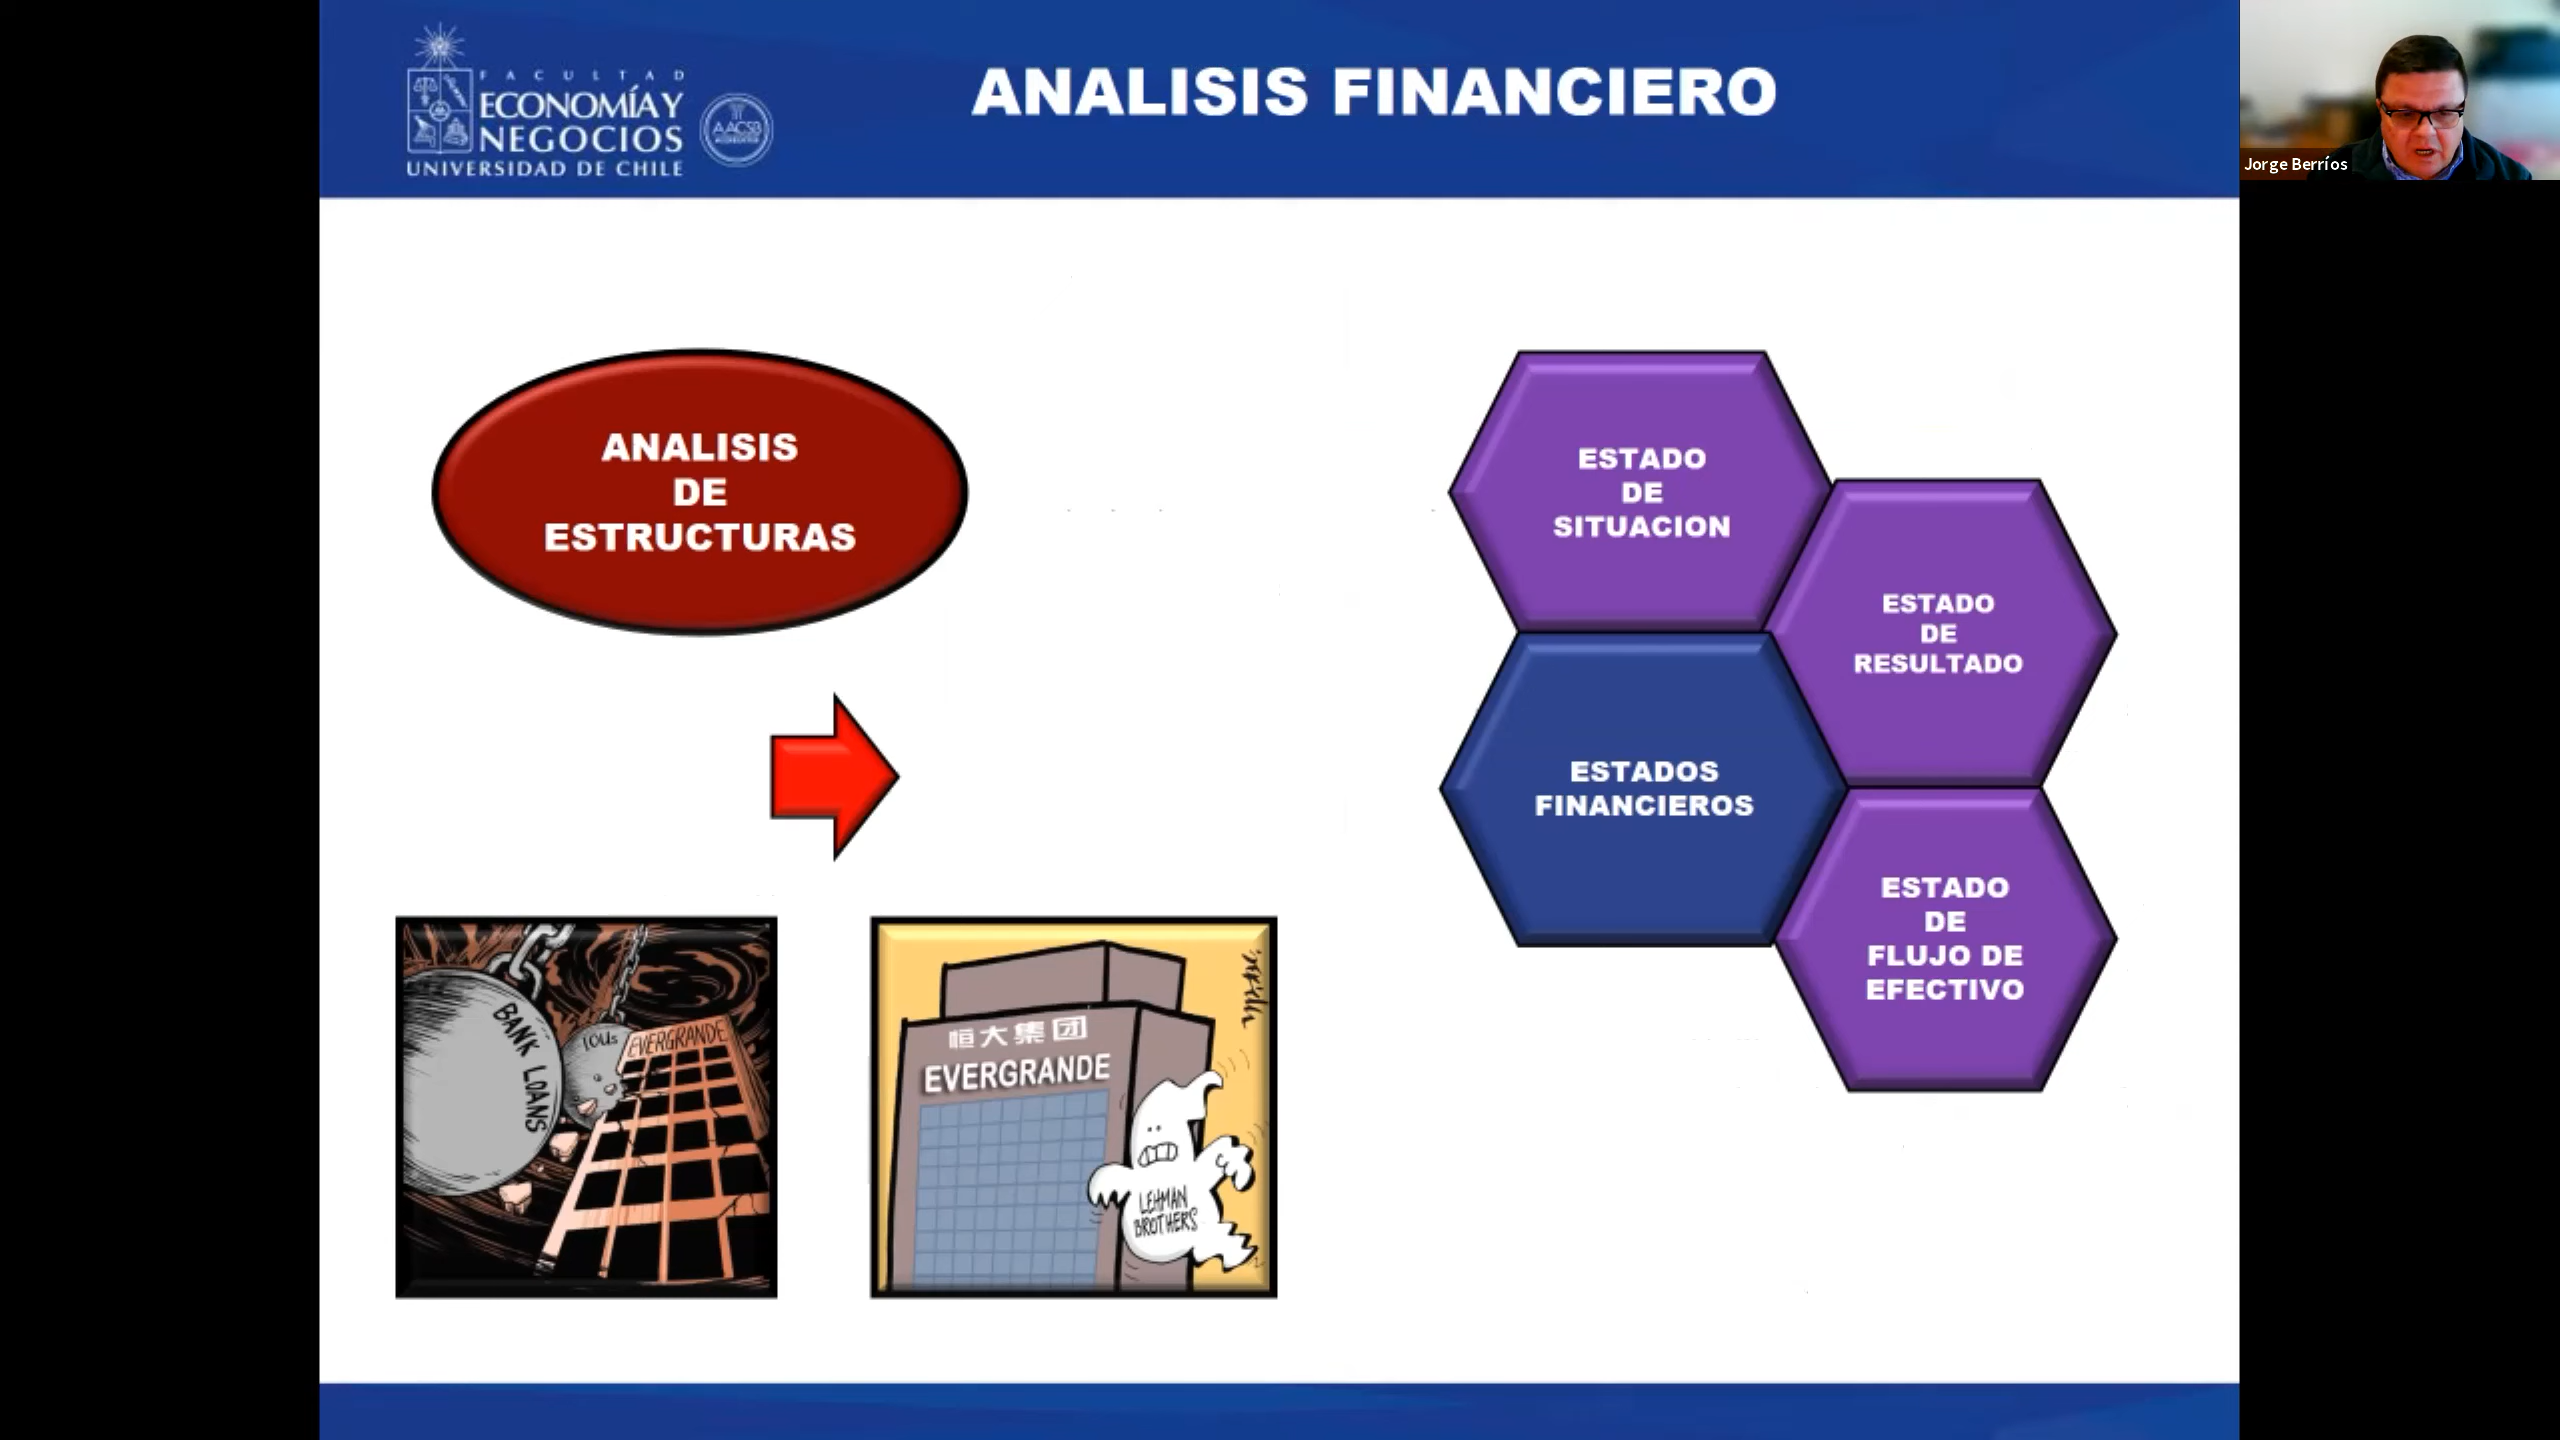 FACULTAD
ECONOMÍA Y
NEGOCIOS
UNIVERSIDAD DE CHILE
AACSB
ACCREDITED
ANALISIS FINANCIERO
Jorge Berríos
ANALISIS
DE
ESTRUCTURAS
ESTADO
DE
SITUACION
ESTADO
DE
RESULTADO
ESTADOS
FINANCIEROS
ESTADO
DE
FLUJO DE
EFECTIVO
BANK LOANS
IOUs
EVERGRANDE
恒大集团
EVERGRANDE
LEHMAN
BROTHERS